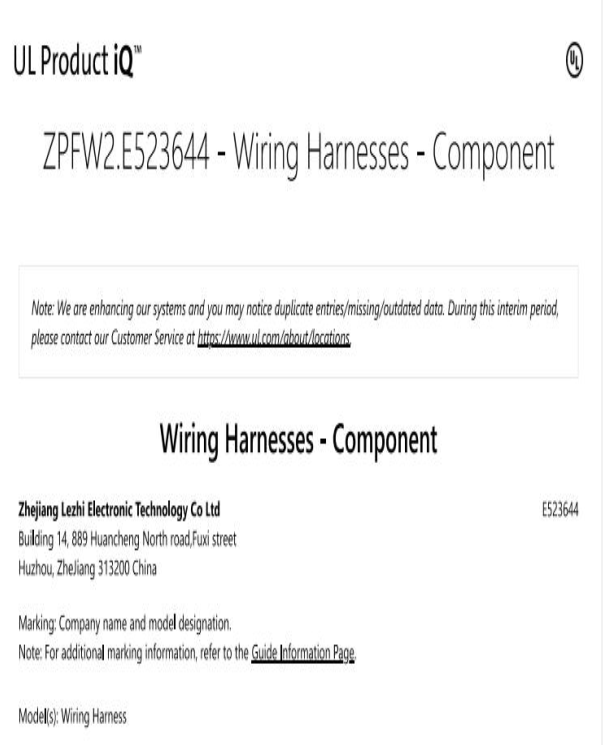 UL Product iQ™
UL
ZPFW2.E523644 - Wiring Harnesses - Component
Note: We are enhancing our systems and you may notice duplicate entries/missing/outdated data. During this interim period,
please contact our Customer Service at https://www.ul.com/about/locations.
Wiring Harnesses - Component
Zhejiang Lezhi Electronic Technology Co Ltd E523644
Building 14, 889 Huancheng North road,Fuxi street
Huzhou, ZheJiang 313200 China
Marking: Company name and model designation.
Note: For additional marking information, refer to the Guide Information Page.
Model(s): Wiring Harness